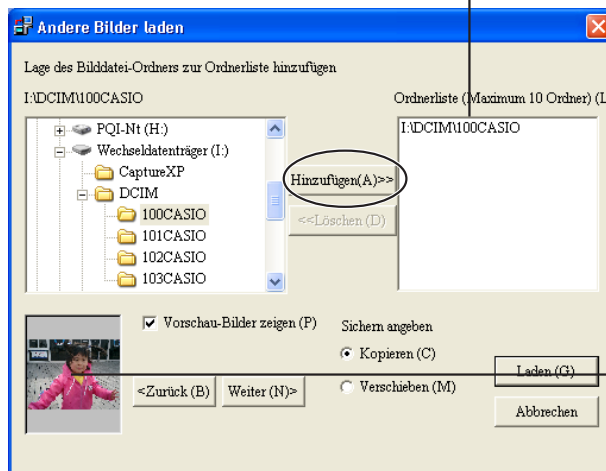 Andere Bilder laden
Lage des Bilddatei-Ordners zur Ordnerliste hinzufügen
I:\DCIM\100CASIO
Ordnerliste (Maximum 10 Ordner) (L
PQI-Nt (H:)
Wechseldatenträger (I:)
CaptureXP
DCIM
100CASIO
101CASIO
102CASIO
103CASIO
Hinzufügen(A)>>
<<Löschen (D)
I:\DCIM\100CASIO
Vorschau-Bilder zeigen (P)
<Zurück (B)
Weiter (N)>
Sichern angeben
Kopieren (C)
Verschieben (M)
Laden (G)
Abbrechen